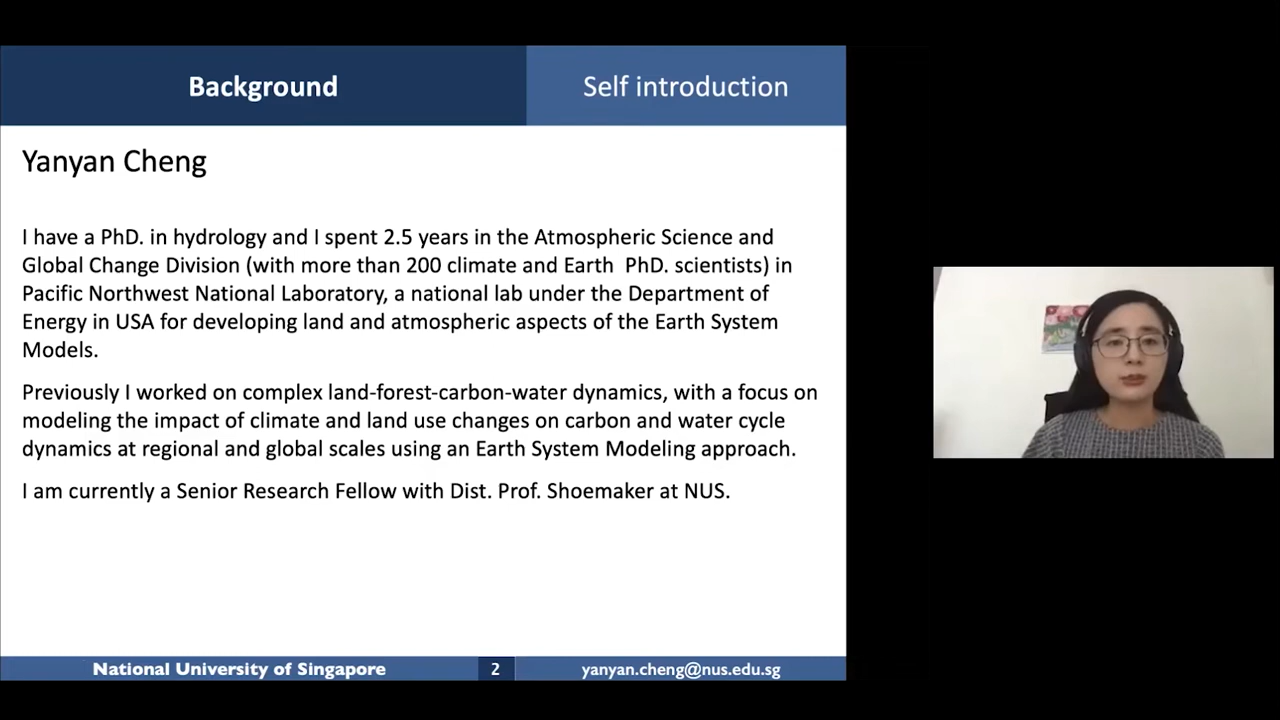 Background
Self introduction
Yanyan Cheng
I have a PhD. in hydrology and I spent 2.5 years in the Atmospheric Science and
Global Change Division (with more than 200 climate and Earth  PhD. scientists) in
Pacific Northwest National Laboratory, a national lab under the Department of
Energy in USA for developing land and atmospheric aspects of the Earth System
Models.
Previously I worked on complex land-forest-carbon-water dynamics, with a focus on
modeling the impact of climate and land use changes on carbon and water cycle
dynamics at regional and global scales using an Earth System Modeling approach.
I am currently a Senior Research Fellow with Dist. Prof. Shoemaker at NUS.
National University of Singapore
2
yanyan.cheng@nus.edu.sg